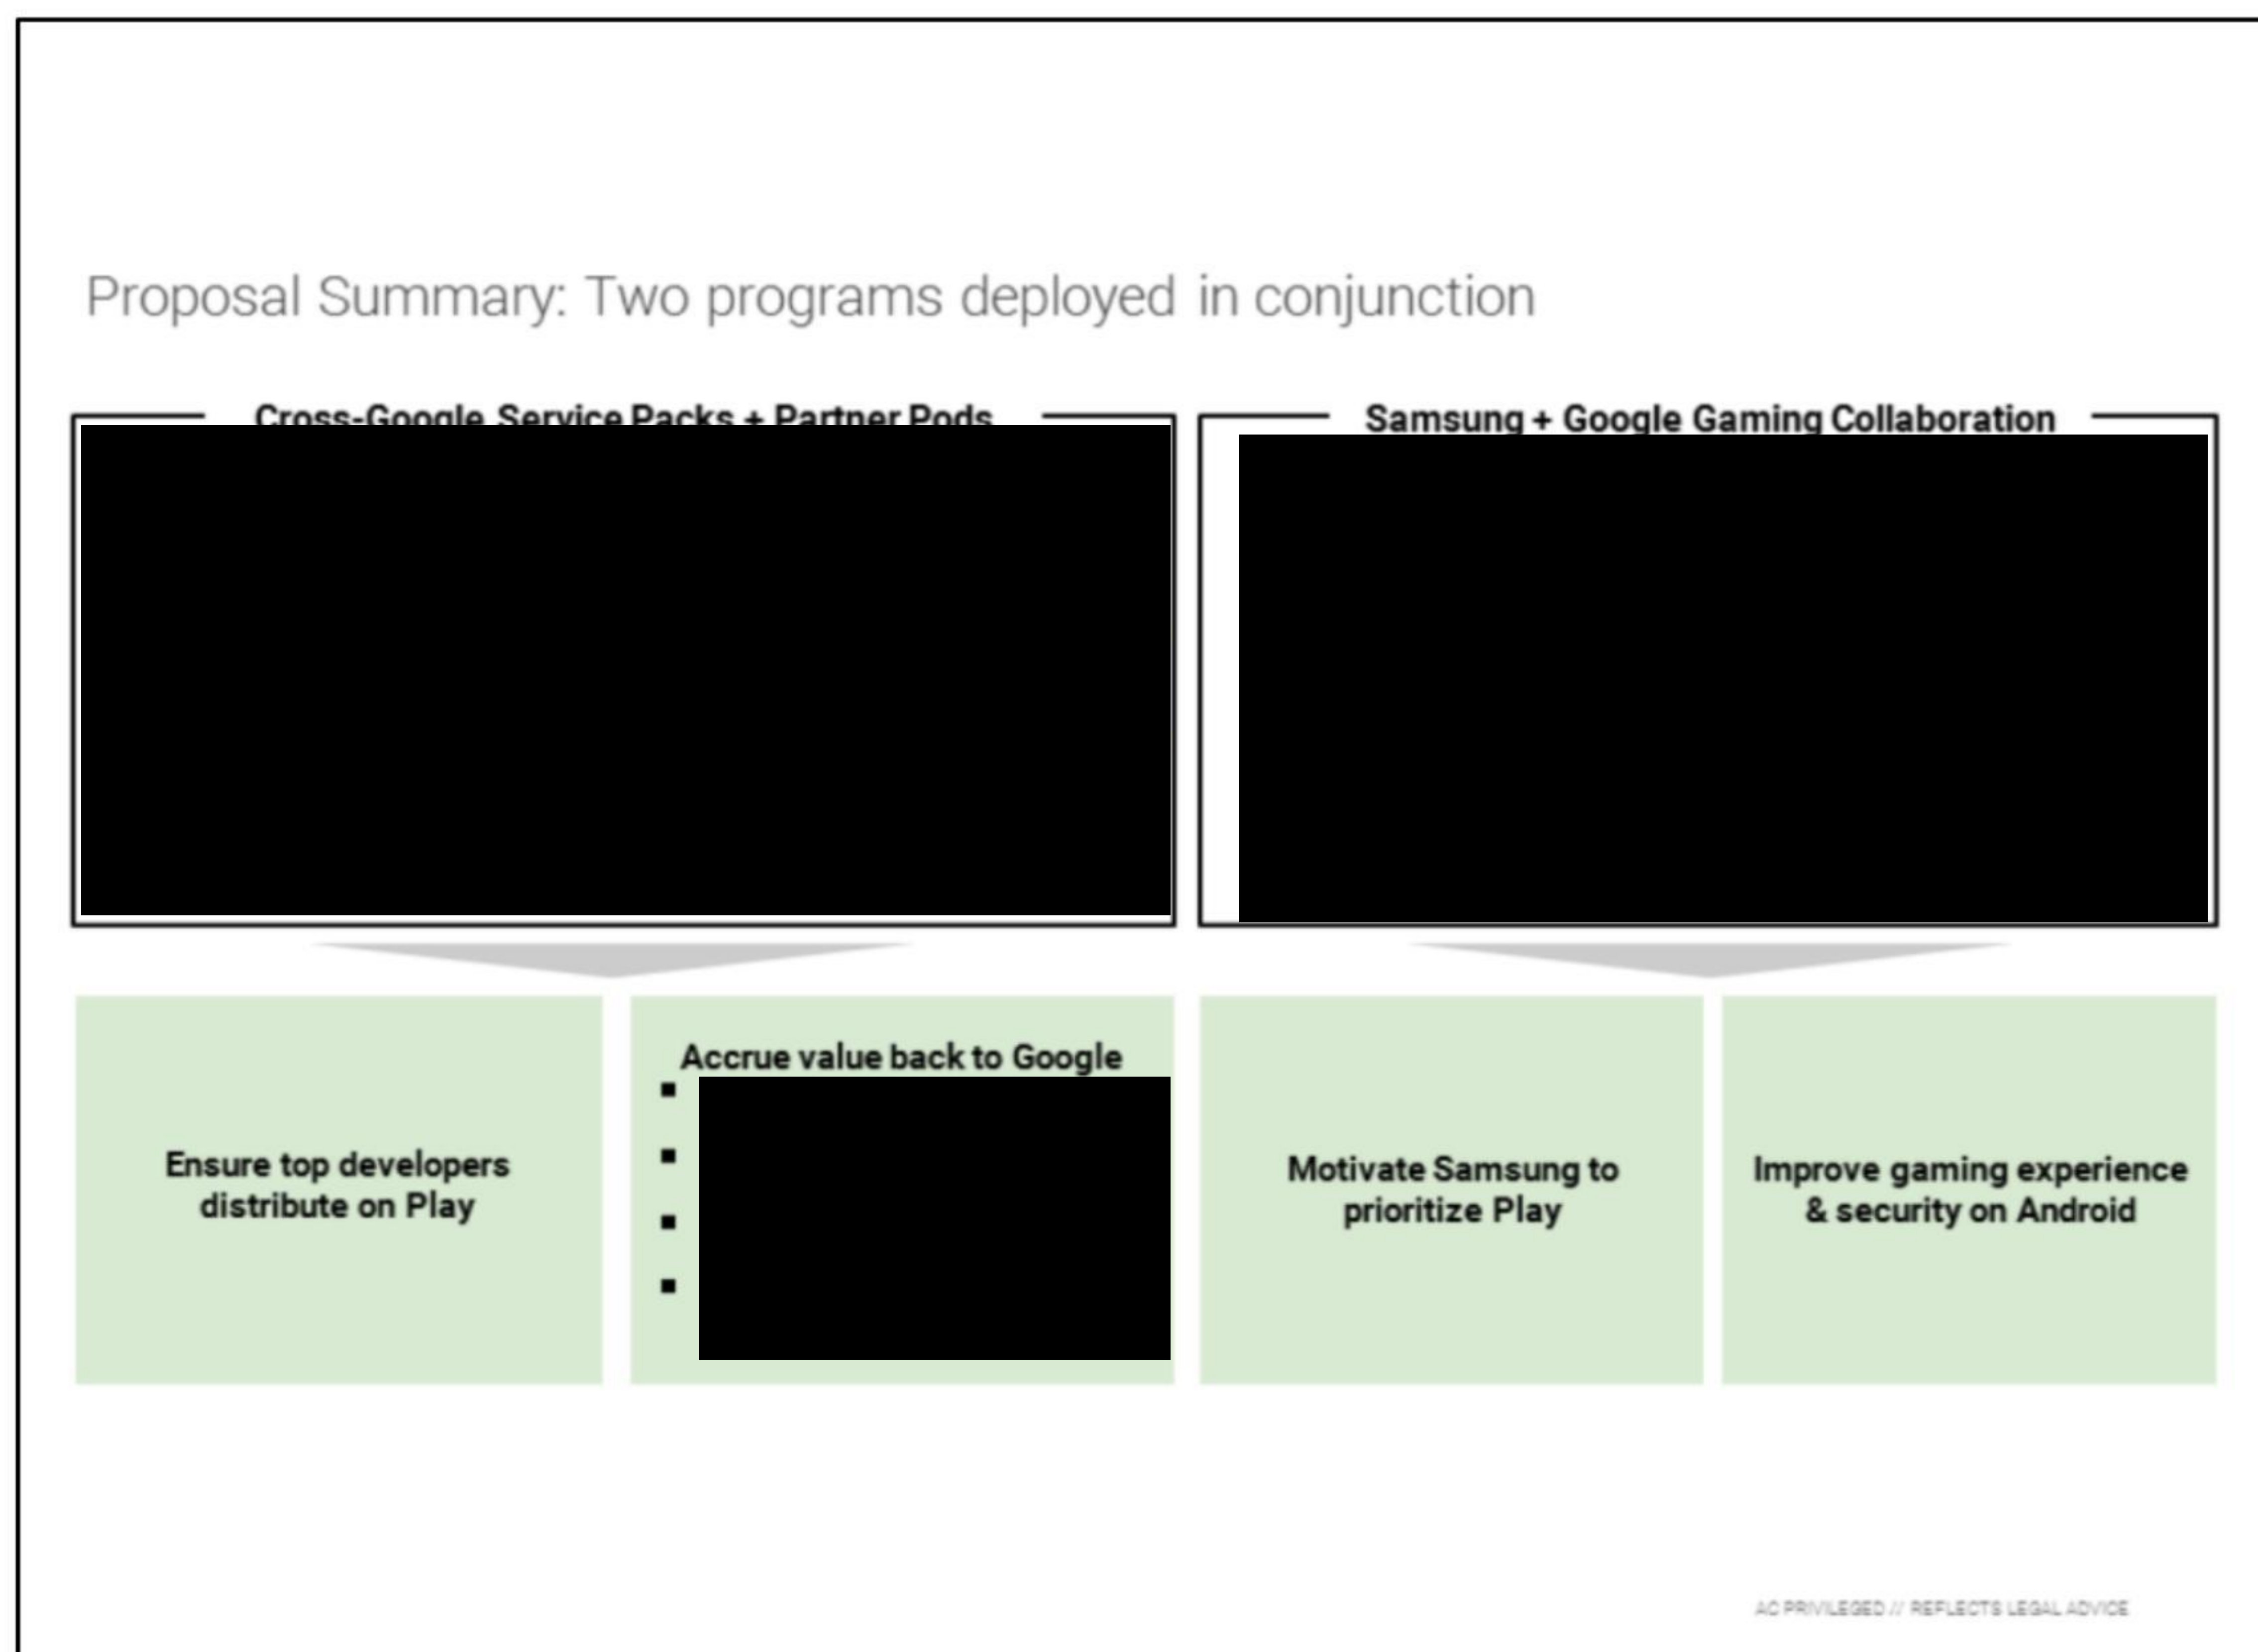 Proposal Summary: Two programs deployed in conjunction
Cross-Google Service Packs + Partner Pods
Samsung + Google Gaming Collaboration
Ensure top developers
distribute on Play
Accrue value back to Google
▪
▪
▪
▪
Motivate Samsung to
prioritize Play
Improve gaming experience
& security on Android
AC PRIVILEGED // REFLECTS LEGAL ADVICE